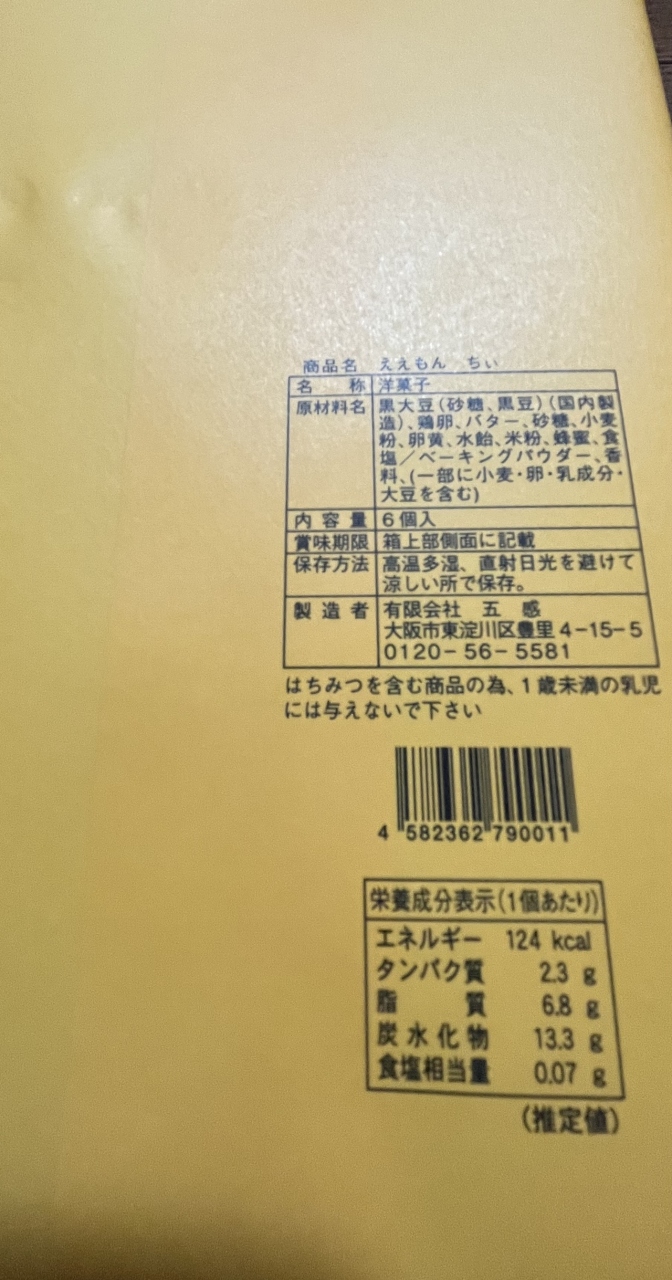 商品名 ええもん ちぃ
名 称 洋菓子
原材料名 黒大豆(砂糖、黒豆)(国内製
造)、鶏卵、バター、砂糖、小麦
粉、卵黄、水飴、米粉、蜂蜜、食
塩/ベーキングパウダー、香
料、(一部に小麦・卵・乳成分・
大豆を含む)
内容量 6個入
賞味期限 箱上部側面に記載
保存方法 高温多湿、直射日光を避けて
涼しい所で保存。
製造者 有限会社 五 感
大阪市東淀川区豊里4-15-5
0120-56-5581
はちみつを含む商品の為、1歳未満の乳児
には与えないで下さい
4 582362 790011
栄養成分表示(1個あたり)
エネルギー 124 kcal
タンパク質 2.3 g
脂質 6.8 g
炭水化物 13.3 g
食塩相当量 0.07 g
(推定値)